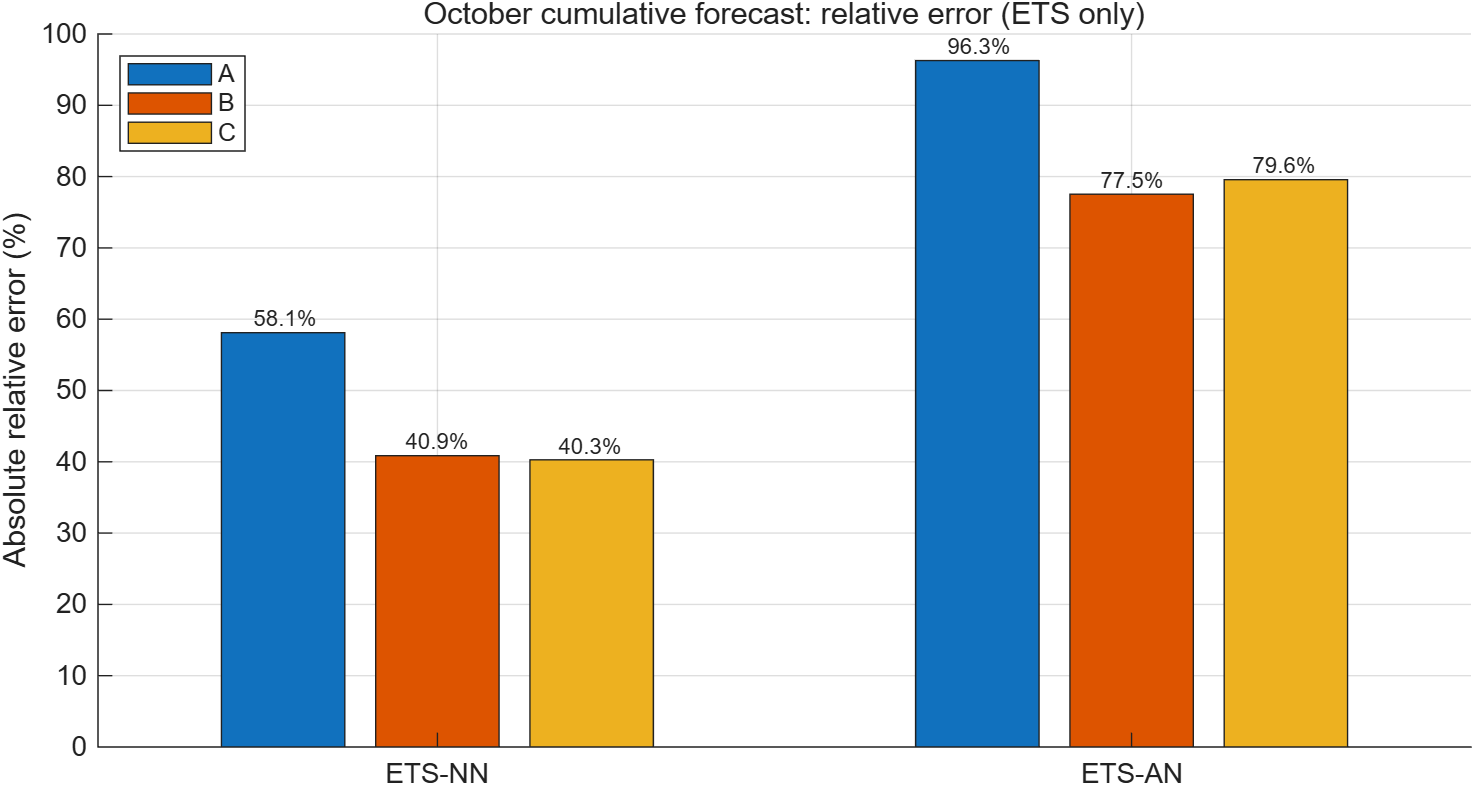 October cumulative forecast: relative error (ETS only)
Absolute relative error (%)
100
90
80
70
60
50
40
30
20
10
0
A
B
C
58.1%
40.9%
40.3%
96.3%
77.5%
79.6%
ETS-NN
ETS-AN